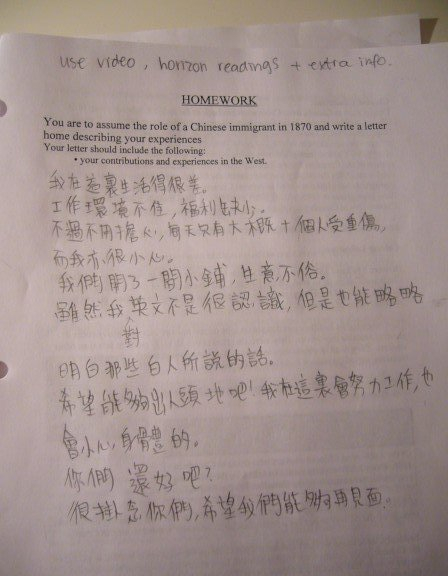 use video, horizon readings + extra info.
HOMEWORK
You are to assume the role of a Chinese immigrant in 1870 and write a letter
home describing your experiences
Your letter should include the following:
• your contributions and experiences in the West.
我在這裏生活得很差。
工作環境不佳，福利缺少。
不過不用擔心，每天只有大概十個人受重傷，
而我亦很小心。
我們開了一間小鋪，生意不俗。
雖然我對英文不是很認識，但是也能略略
明白那些白人所說的話。
希望能夠出人頭地吧！我在這裏會努力工作，也
會小心身體的。
你們還好吧？
很掛念你們，希望我們能夠再見面。